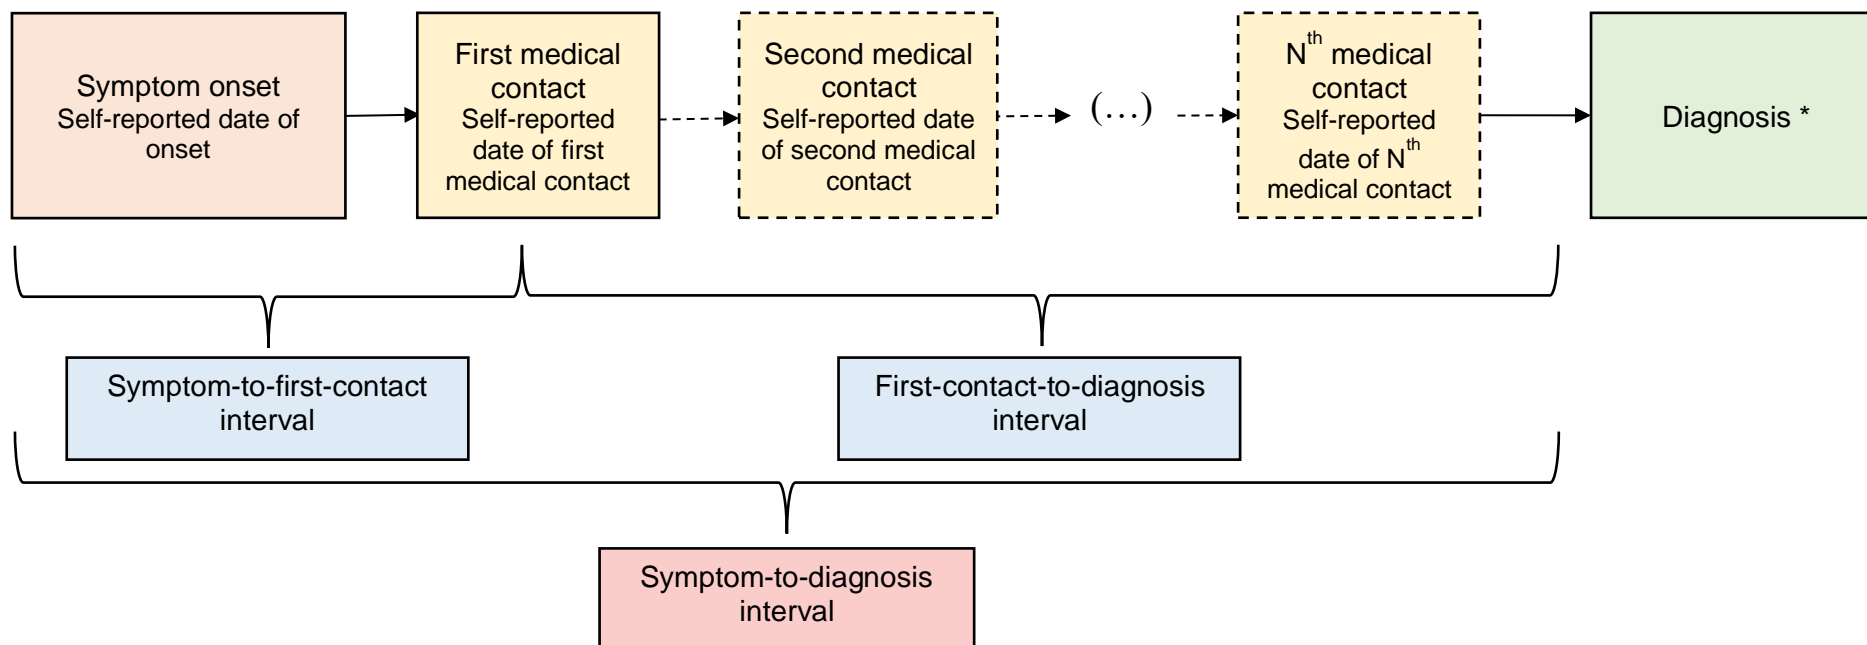 Symptom onset
Self-reported date of
onset
First medical
contact
Self-reported
date of first
medical contact
Second medical
contact
Self-reported date
of second medical
contact
(…)
Nth medical
contact
Self-reported
date of Nth
medical contact
Diagnosis *
Symptom-to-first-contact
interval
First-contact-to-diagnosis
interval
Symptom-to-diagnosis
interval